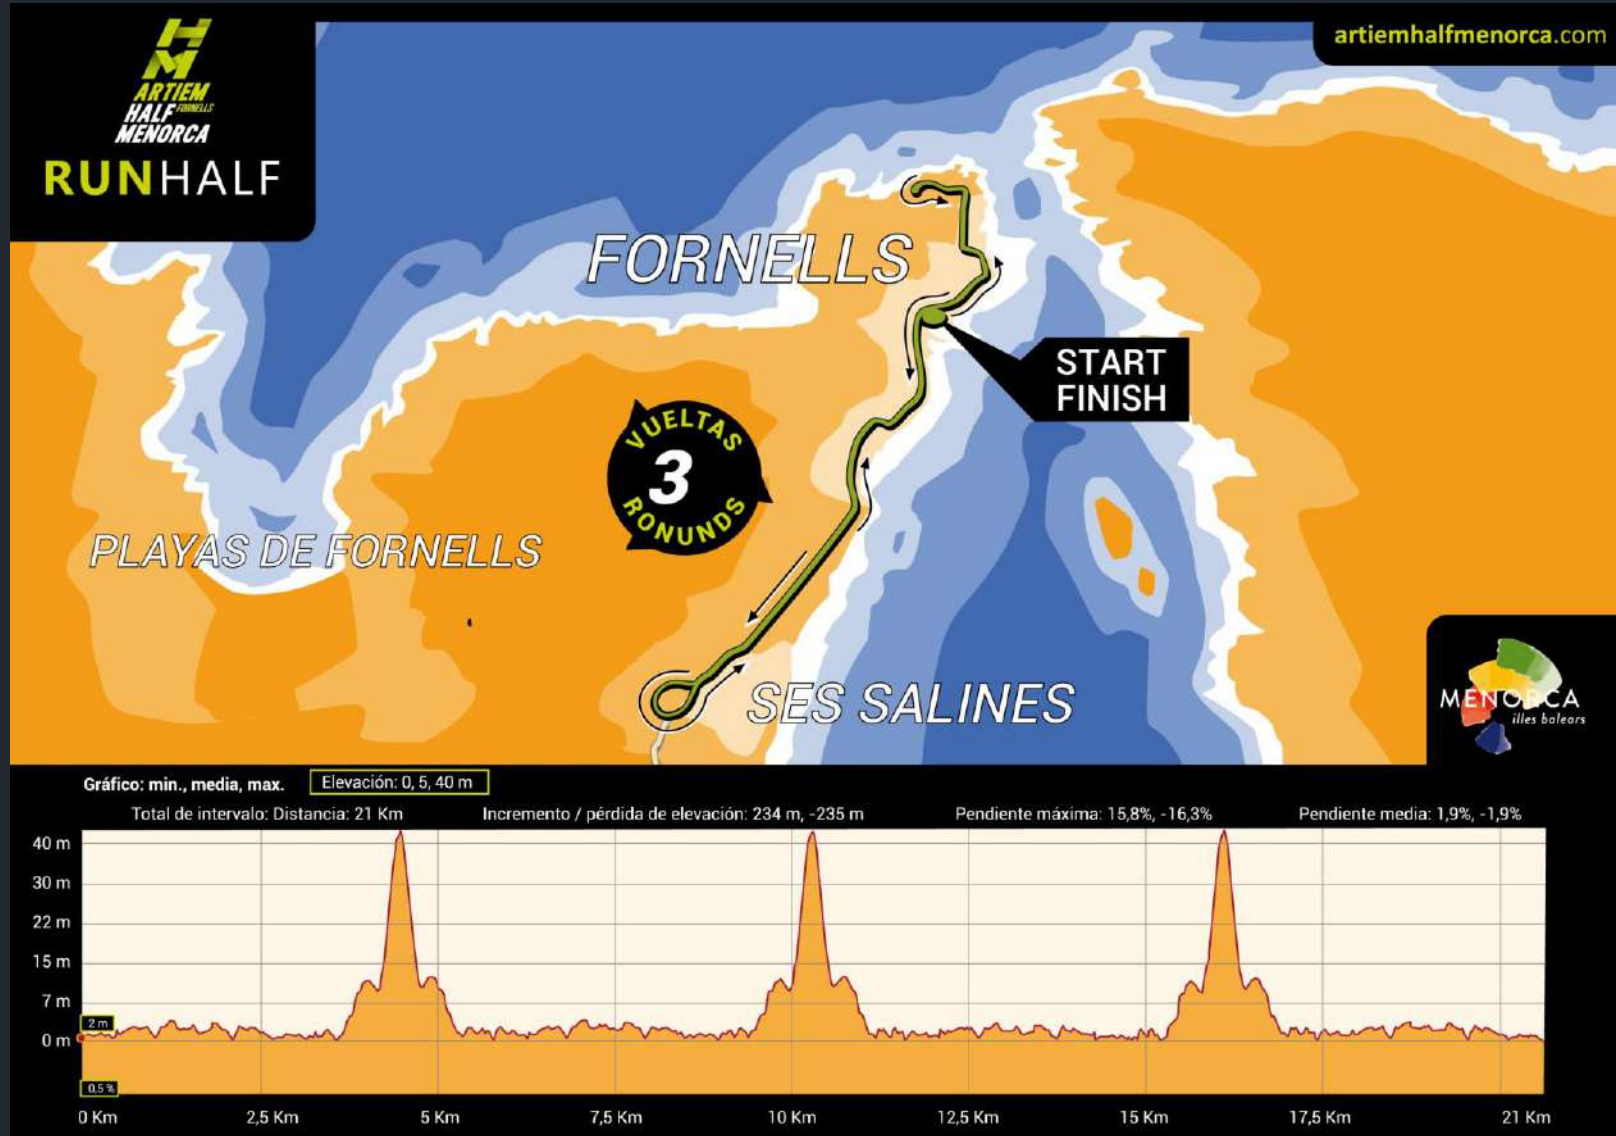 ARTIEM
HALF FORNELLS
MENORCA
RUNHALF
artiemhalfmenorca.com
FORNELLS
START
FINISH
VUELTAS
3
RONUNDS
PLAYAS DE FORNELLS
SES SALINES
MENORCA
illes balears
Gráfico: min., media, max.
Elevación: 0, 5, 40 m
Total de intervalo: Distancia: 21 Km
Incremento / pérdida de elevación: 234 m, -235 m
Pendiente máxima: 15,8%, -16,3%
Pendiente media: 1,9%, -1,9%
40 m
30 m
22 m
15 m
7 m
2 m
0 m
0,5 %
0 Km
2,5 Km
5 Km
7,5 Km
10 Km
12,5 Km
15 Km
17,5 Km
21 Km